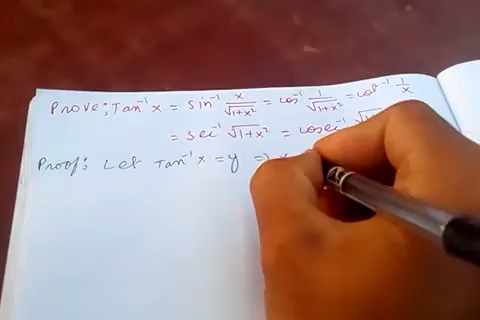 Prove; Tan⁻¹ x = sin⁻¹ x/√1+x² = cos⁻¹ 1/√1+x² = cot⁻¹ 1/x
= sec⁻¹ √1+x² = cosec⁻¹
Proof: Let Tan⁻¹ x = y ⇒ x